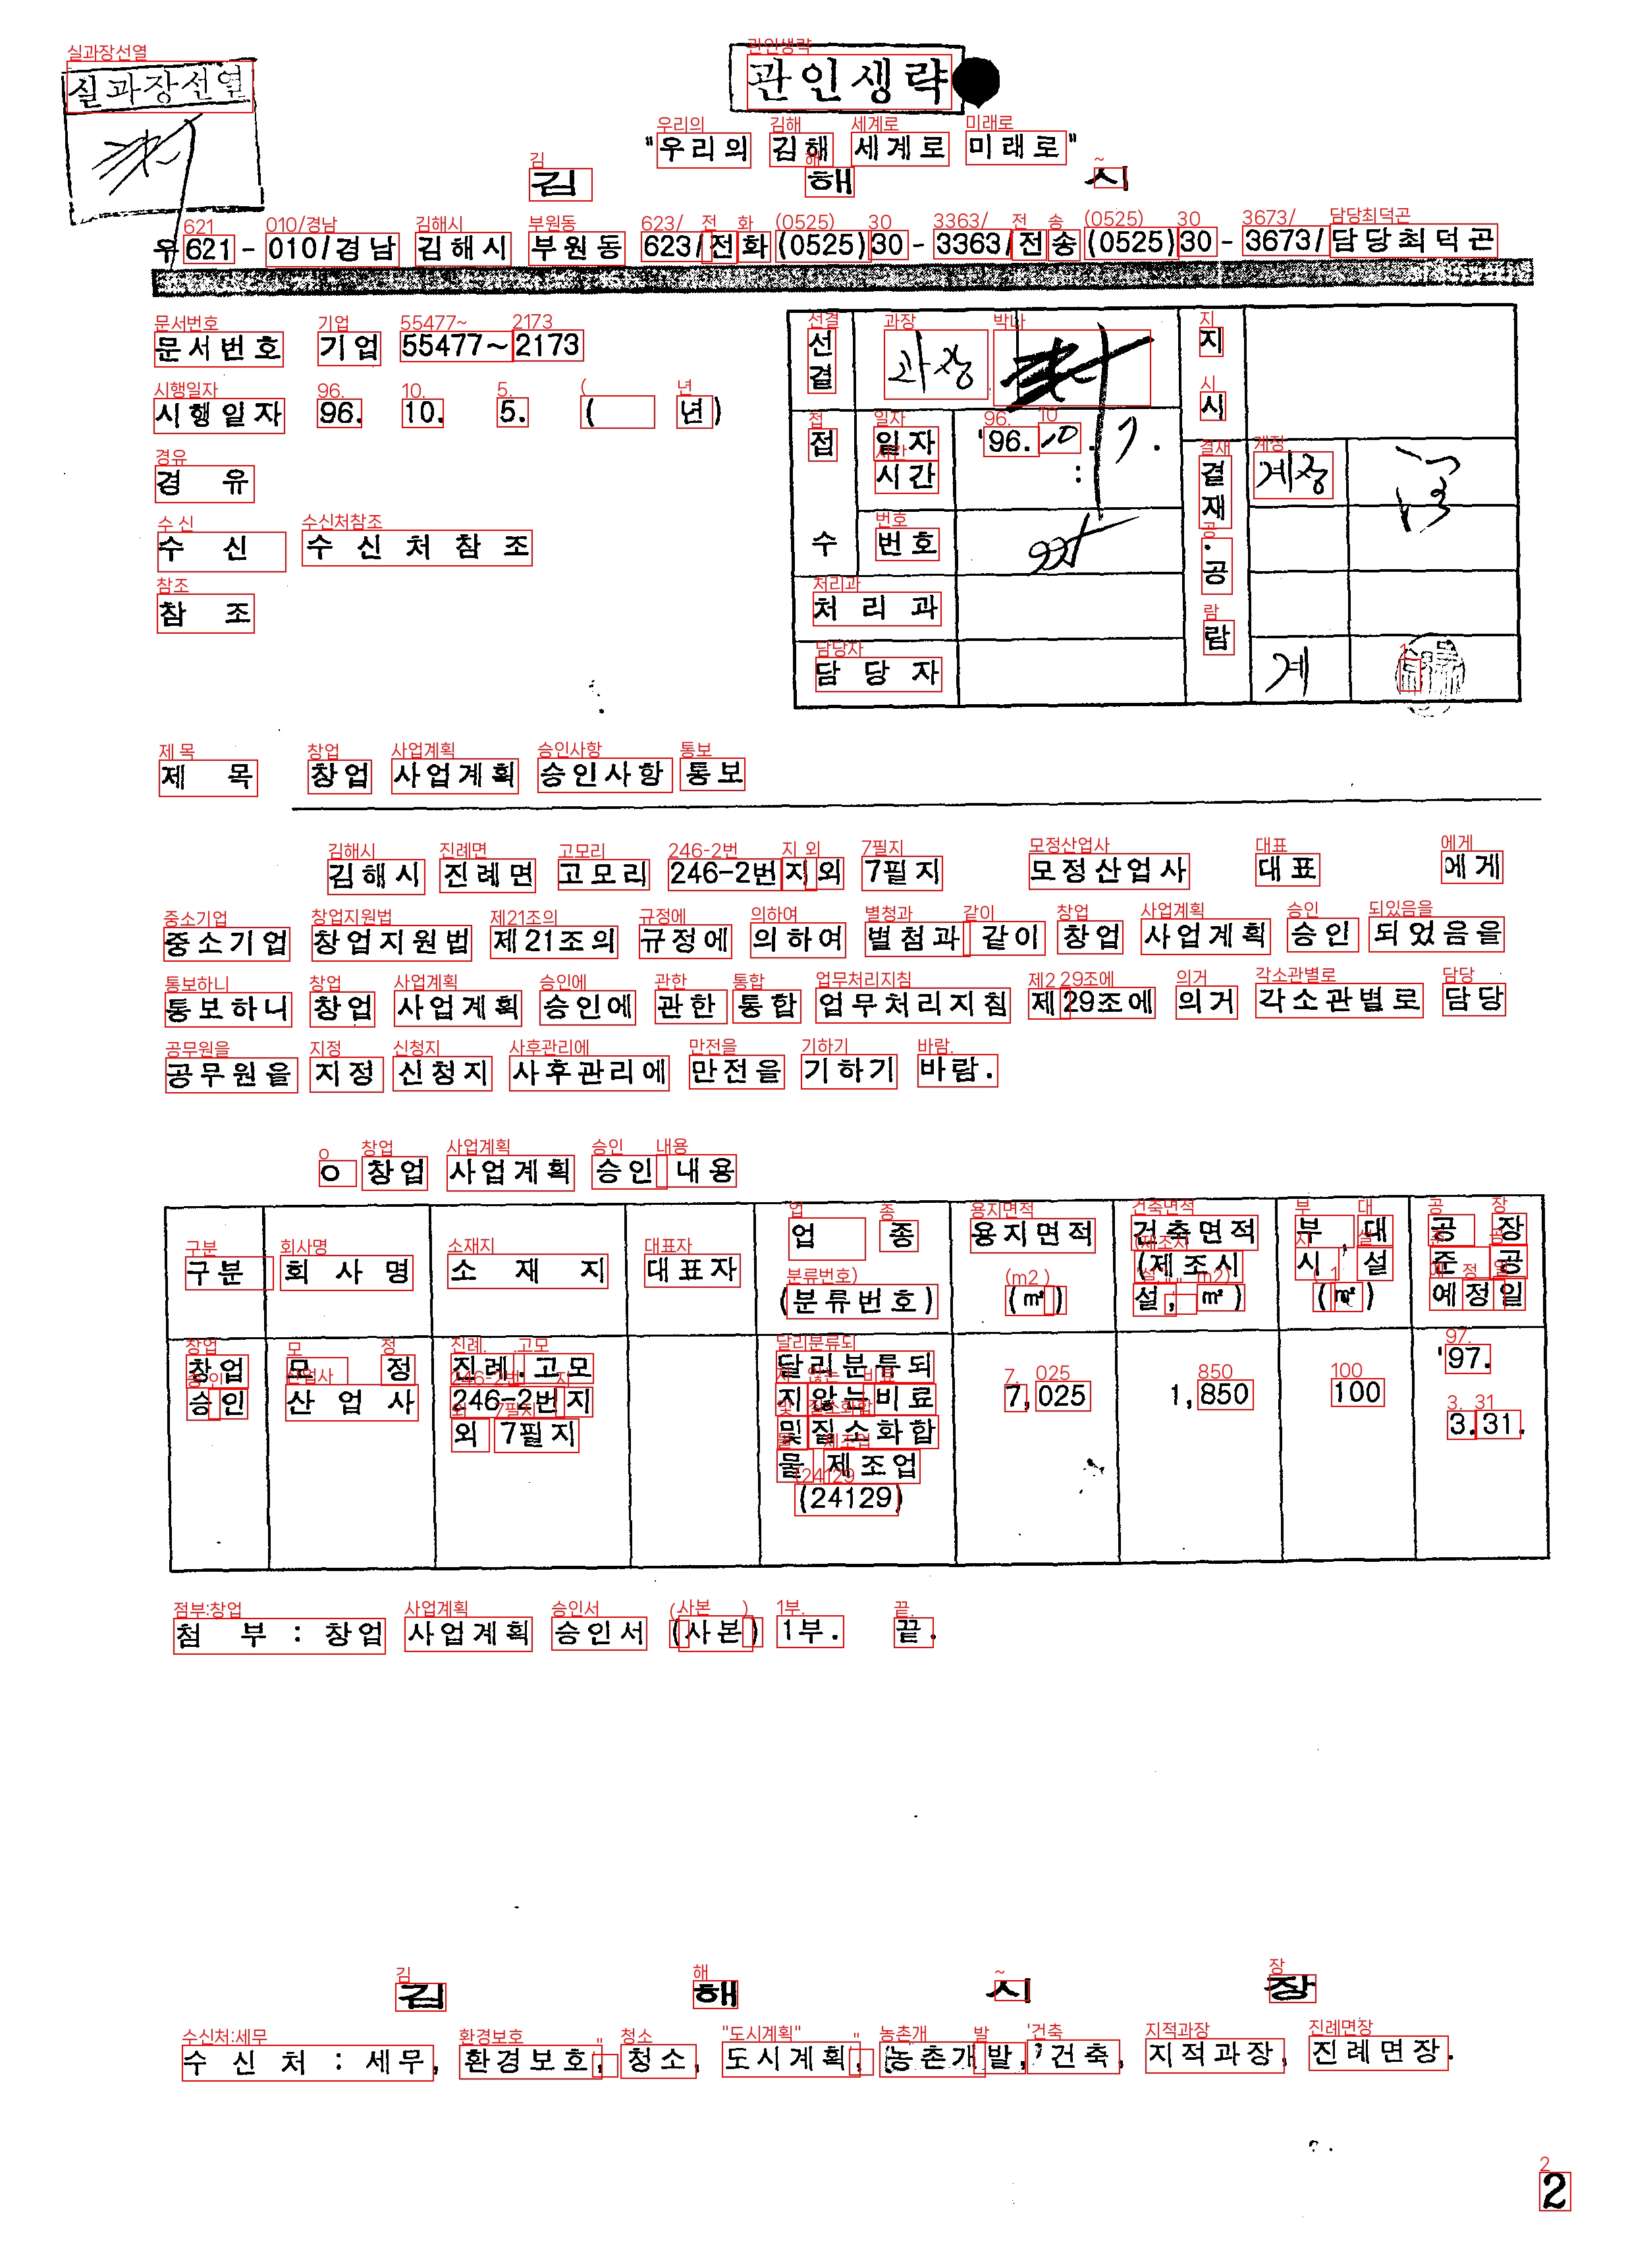 실과장선열
관인생략
"우리의 김해 세계로 미래로"
김 해 시
우 621-010/경남 김해시 부원동 623/전화(0525)30-3363/전송(0525)30-3673/담당최덕곤
문서번호 기업 55477~2173
시행일자 96. 10. 5. ( 년)
경 유
수 신 수 신 처 참 조
참 조
선결 과장 지시
접수 일자 시간 '96. 10. 7. :
번호
처 리 과
담 당 자
결재·공람 계장
계
제 목 창업 사업계획 승인사항 통보
김해시 진례면 고모리 246-2번지외 7필지 모정산업사 대표 에게
중소기업 창업지원법 제21조의 규정에 의하여 별첨과 같이 창업 사업계획 승인 되었음을
통보하니 창업 사업계획 승인에 관한 통합 업무처리지침 제29조에 의거 각소관별로 담당
공무원을 지정 신청지 사후관리에 만전을 기하기 바람.
ㅇ 창업 사업계획 승인 내용
구분 회 사 명 소 재 지 대표자 업 종 (분류번호) 용지면적 (㎡) 건축면적 (제조시설, ㎡) 부대시설 (㎡) 공장준공예정일
창업승인 모 정 산 업 사 진례.고모 246-2번지 외 7필지 달리분류되지않는비료및질소화합물 제조업 (24129) 7,025 1,850 100 '97. 3.31.
첨 부 : 창업 사업계획 승인서 (사본) 1부. 끝.
김 해 시 장
수 신 처 : 세무, 환경보호, 청소, 도시계획, 농촌개발, 건축, 지적과장, 진례면장.
2